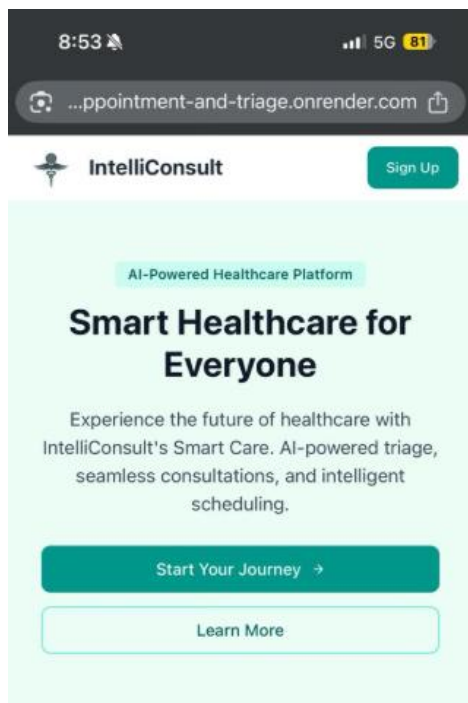 8:53
5G 81
...ppointment-and-triage.onrender.com
IntelliConsult
Sign Up
AI-Powered Healthcare Platform
Smart Healthcare for
Everyone
Experience the future of healthcare with
IntelliConsult's Smart Care. AI-powered triage,
seamless consultations, and intelligent
scheduling.
Start Your Journey →
Learn More